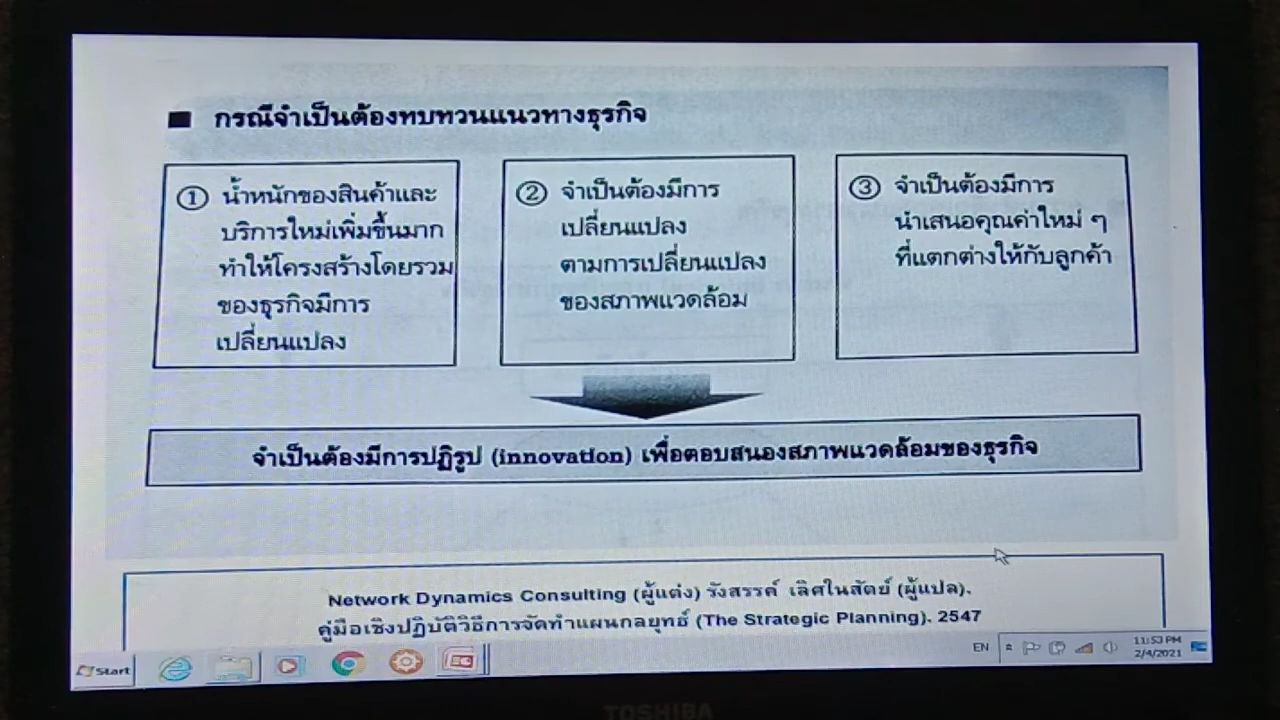 ■ กรณีจำเป็นต้องทบทวนแนวทางธุรกิจ
① น้ำหนักของสินค้าและ
บริการใหม่เพิ่มขึ้นมาก
ทำให้โครงสร้างโดยรวม
ของธุรกิจมีการ
เปลี่ยนแปลง
② จำเป็นต้องมีการ
เปลี่ยนแปลง
ตามการเปลี่ยนแปลง
ของสภาพแวดล้อม
③ จำเป็นต้องมีการ
นำเสนอคุณค่าใหม่ ๆ
ที่แตกต่างให้กับลูกค้า
จำเป็นต้องมีการปฏิรูป (innovation) เพื่อตอบสนองสภาพแวดล้อมของธุรกิจ
Network Dynamics Consulting (ผู้แต่ง) รังสรรค์ เลิศในสัตย์ (ผู้แปล).
คู่มือเชิงปฏิบัติวิธีการจัดทำแผนกลยุทธ์ (The Strategic Planning). 2547
Start
EN
11:53 PM
2/4/2021
TOSHIBA